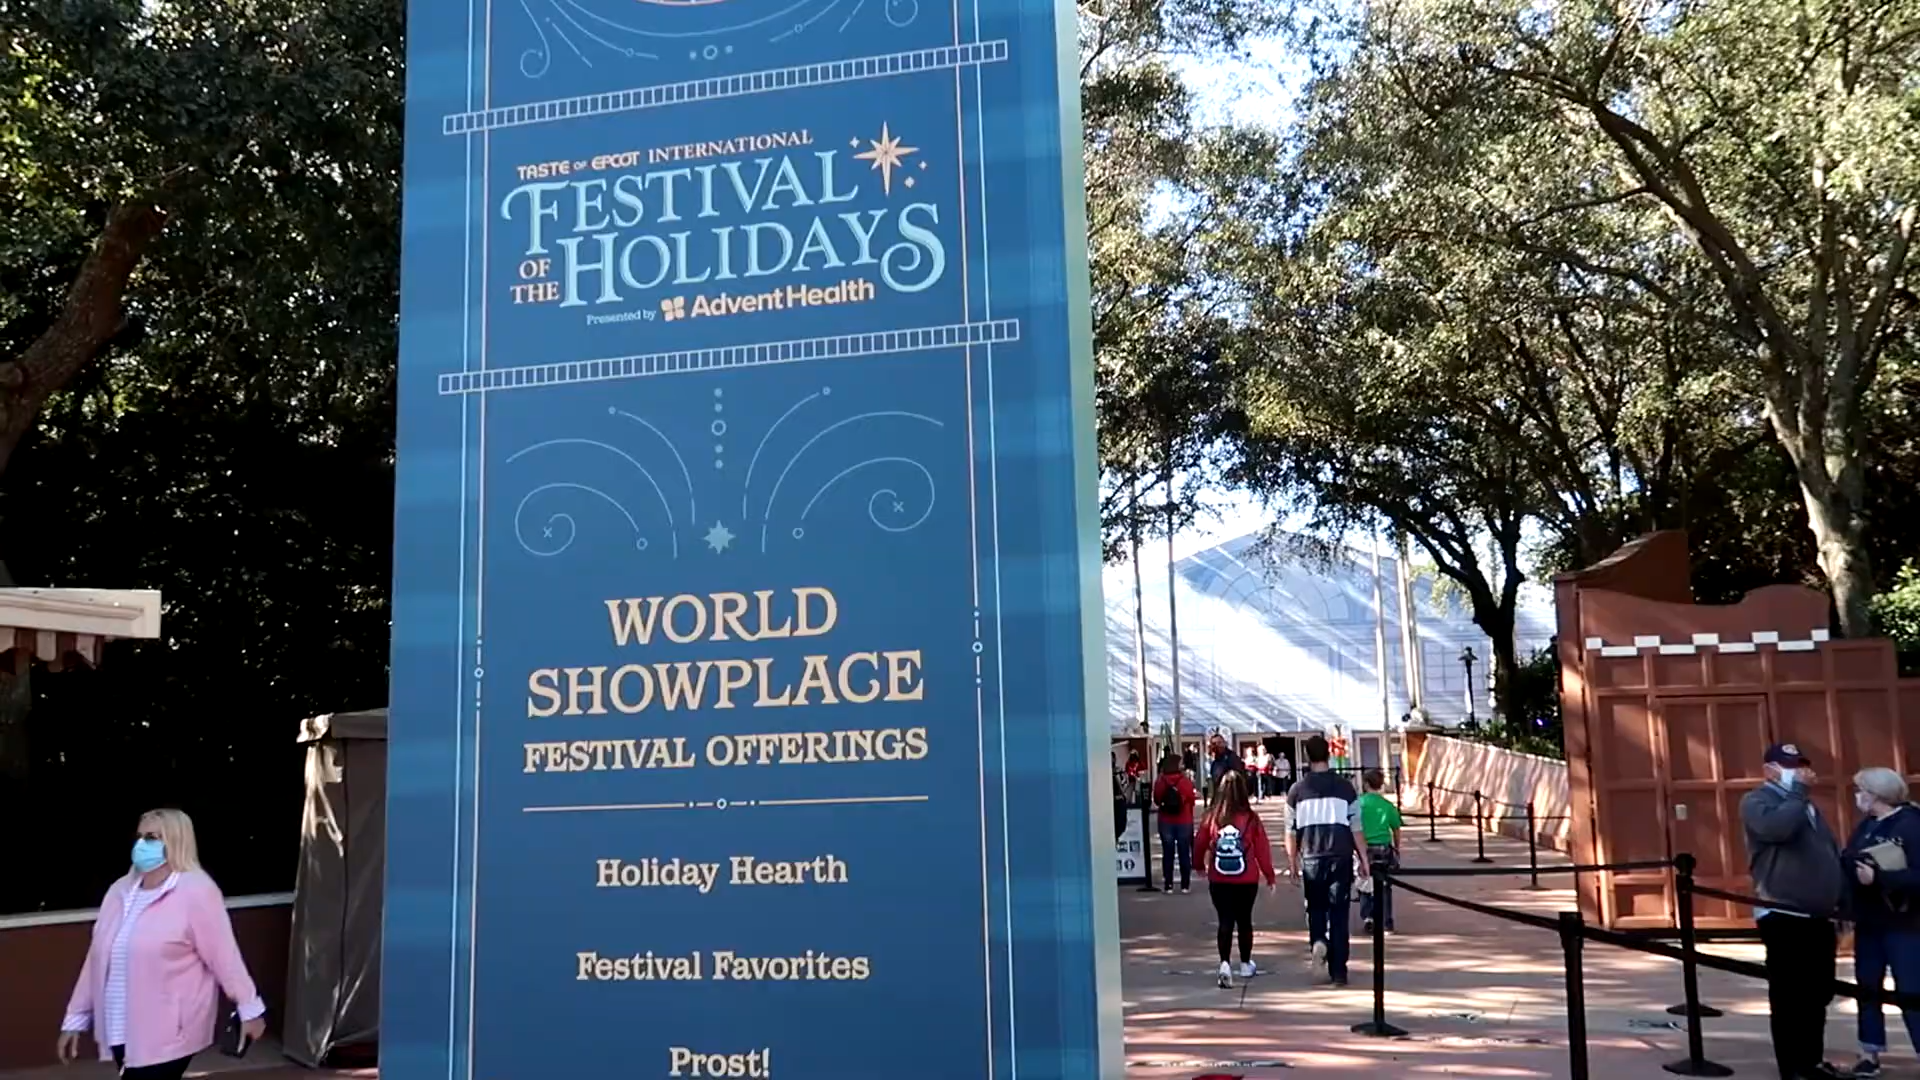 TASTE OF EPCOT INTERNATIONAL
FESTIVAL
OF THE HOLIDAYS
Presented by AdventHealth
WORLD
SHOWPLACE
FESTIVAL OFFERINGS
Holiday Hearth
Festival Favorites
Prost!